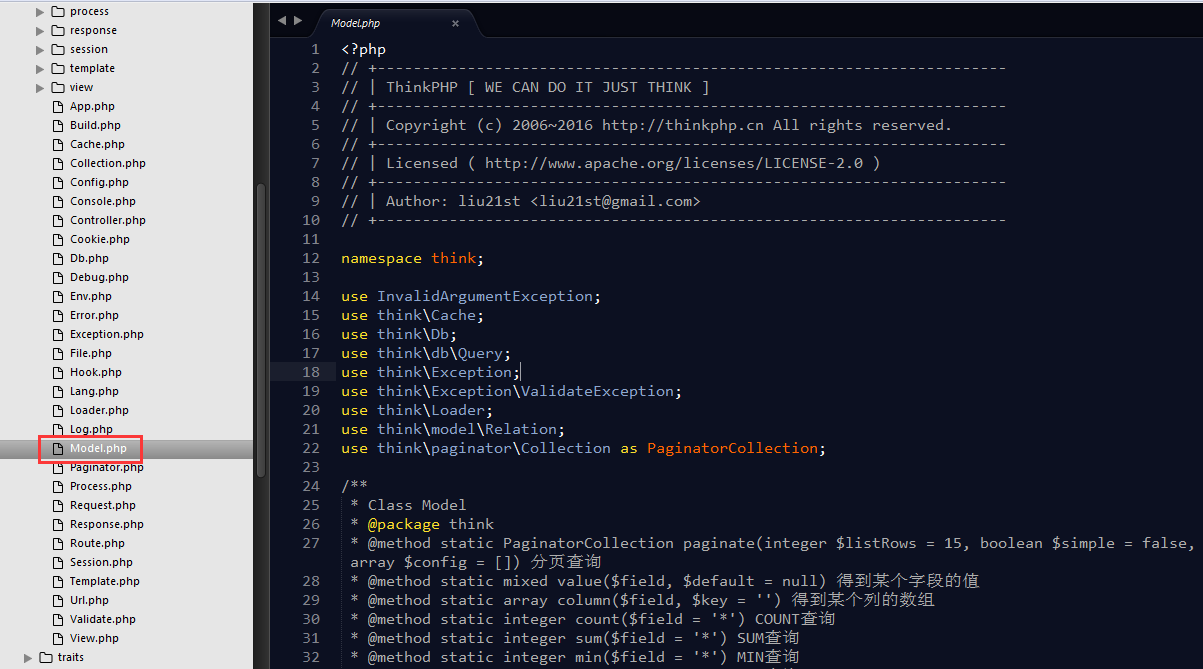 process
response
session
template
view
App.php
Build.php
Cache.php
Collection.php
Config.php
Console.php
Controller.php
Cookie.php
Db.php
Debug.php
Env.php
Error.php
Exception.php
File.php
Hook.php
Lang.php
Loader.php
Log.php
Model.php
Paginator.php
Process.php
Request.php
Response.php
Route.php
Session.php
Template.php
Url.php
Validate.php
View.php
traits
Model.php ×
1 <?php
2 // +----------------------------------------------------------------------
3 // | ThinkPHP [ WE CAN DO IT JUST THINK ]
4 // +----------------------------------------------------------------------
5 // | Copyright (c) 2006~2016 http://thinkphp.cn All rights reserved.
6 // +----------------------------------------------------------------------
7 // | Licensed ( http://www.apache.org/licenses/LICENSE-2.0 )
8 // +----------------------------------------------------------------------
9 // | Author: liu21st <liu21st@gmail.com>
10 // +----------------------------------------------------------------------
11
12 namespace think;
13
14 use InvalidArgumentException;
15 use think\Cache;
16 use think\Db;
17 use think\db\Query;
18 use think\Exception;
19 use think\Exception\ValidateException;
20 use think\Loader;
21 use think\model\Relation;
22 use think\paginator\Collection as PaginatorCollection;
23
24 /**
25 * Class Model
26 * @package think
27 * @method static PaginatorCollection paginate(integer $listRows = 15, boolean $simple = false,
array $config = []) 分页查询
28 * @method static mixed value($field, $default = null) 得到某个字段的值
29 * @method static array column($field, $key = '') 得到某个列的数组
30 * @method static integer count($field = '*') COUNT查询
31 * @method static integer sum($field = '*') SUM查询
32 * @method static integer min($field = '*') MIN查询